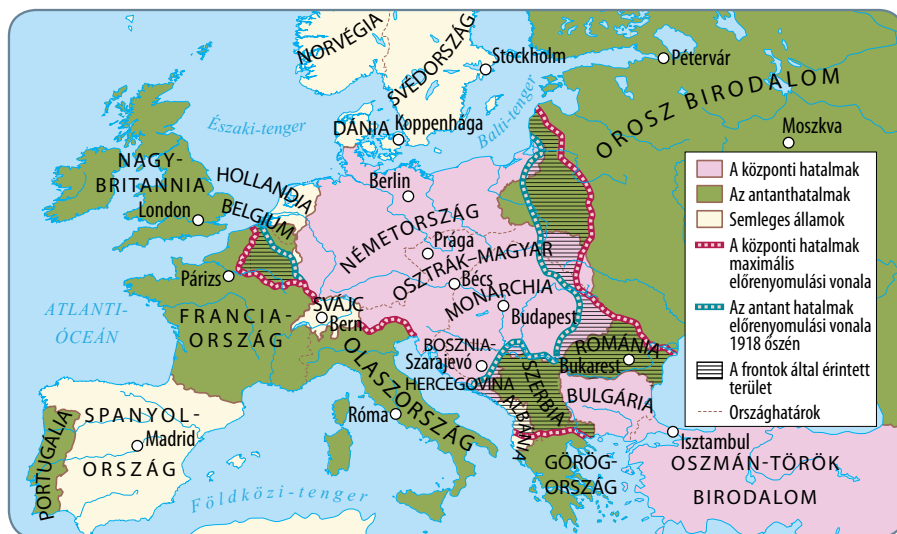 NORVÉGIA
SVÉDORSZÁG
Stockholm
Pétervár
OROSZ BIRODALOM
Moszkva
Északi-tenger
Balti-tenger
DÁNIA
Koppenhága
NAGY-
BRITANNIA
London
HOLLANDIA
BELGIUM
Berlin
NÉMETORSZÁG
Prága
OSZTRÁK–MAGYAR
MONARCHIA
Bécs
Budapest
Párizs
ATLANTI-
ÓCEÁN
FRANCIA-
ORSZÁG
SVÁJC
Bern
OLASZORSZÁG
Róma
BOSZNIA-
Szarajevó
HERCEGOVINA
SZERBIA
ALBÁNIA
ROMÁNIA
Bukarest
BULGÁRIA
GÖRÖG-
ORSZÁG
Isztambul
OSZMÁN-TÖRÖK
BIRODALOM
PORTUGÁLIA
SPANYOL-
Madrid
ORSZÁG
Földközi-tenger
A központi hatalmak
Az antanthatalmak
Semleges államok
A központi hatalmak
maximális
előrenyomulási vonala
Az antant hatalmak
előrenyomulási vonala
1918 őszén
A frontok által érintett
terület
Országhatárok